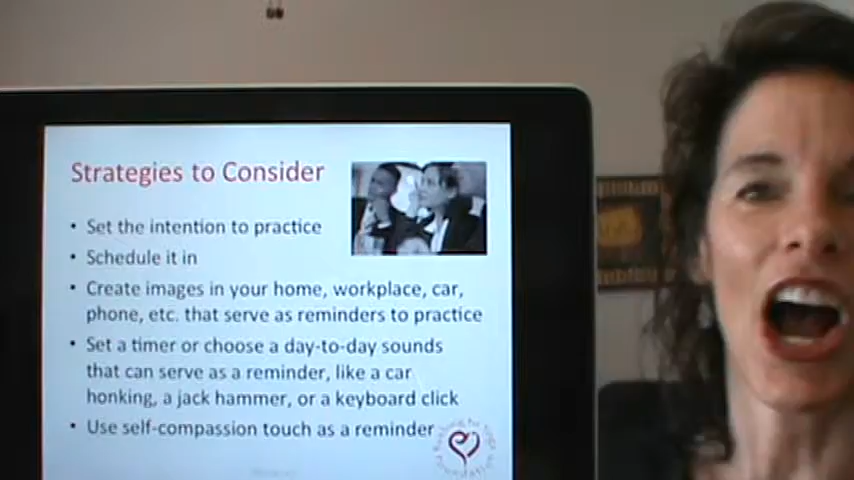 Strategies to Consider
• Set the intention to practice
• Schedule it in
• Create images in your home, workplace, car,
phone, etc. that serve as reminders to practice
• Set a timer or choose a day-to-day sounds
that can serve as a reminder, like a car
honking, a jack hammer, or a keyboard click
• Use self-compassion touch as a reminder